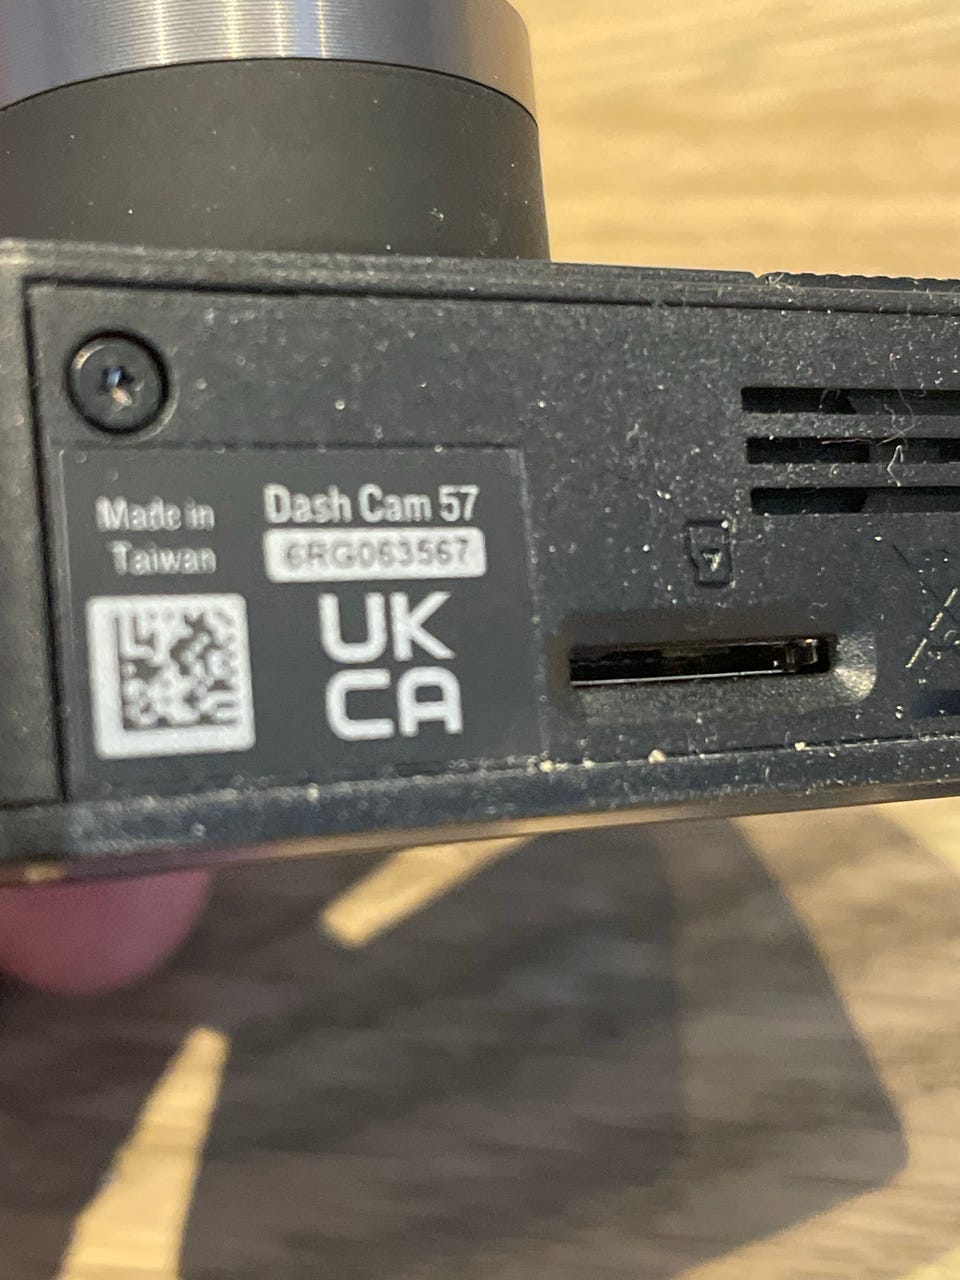 Made in
Taiwan
Dash Cam 57
6RG063567
UK
CA